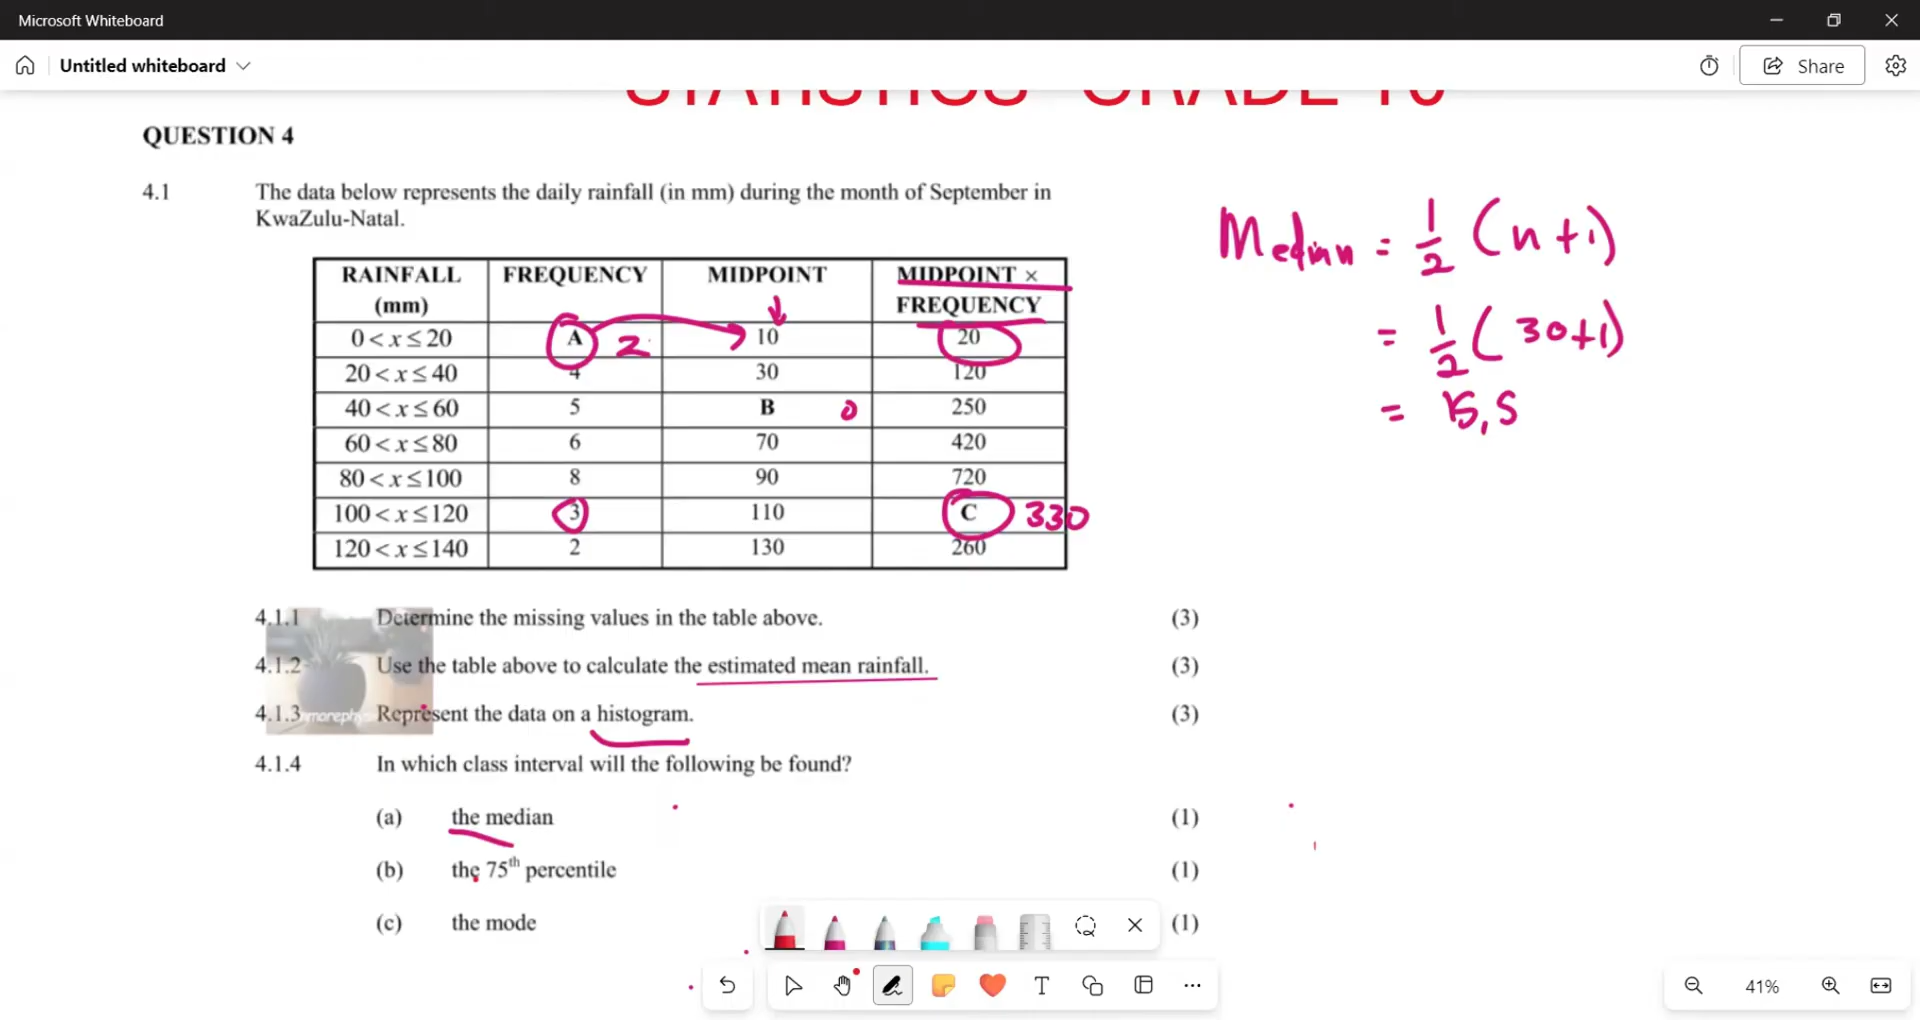 Microsoft Whiteboard
Untitled whiteboard
Share
STATISTICS GRADE 10
QUESTION 4
4.1 The data below represents the daily rainfall (in mm) during the month of September in
KwaZulu-Natal.
RAINFALL (mm) FREQUENCY MIDPOINT MIDPOINT × FREQUENCY
0 < x ≤ 20 A 2 10 20
20 < x ≤ 40 4 30 120
40 < x ≤ 60 5 B 0 250
60 < x ≤ 80 6 70 420
80 < x ≤ 100 8 90 720
100 < x ≤ 120 3 110 C 330
120 < x ≤ 140 2 130 260
Median = 1/2 (n+1)
= 1/2 (30+1)
= 15,5
4.1.1 Determine the missing values in the table above. (3)
4.1.2 Use the table above to calculate the estimated mean rainfall. (3)
4.1.3 Represent the data on a histogram. (3)
4.1.4 In which class interval will the following be found?
(a) the median (1)
(b) the 75th percentile (1)
(c) the mode (1)
41%